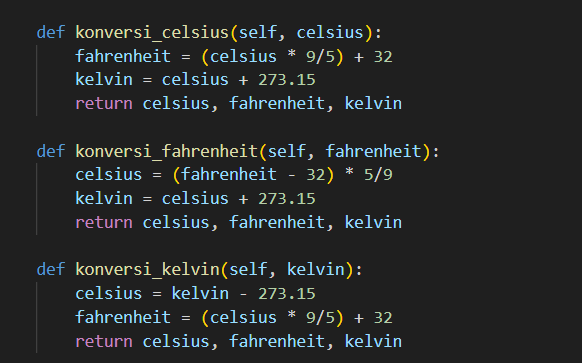 def konversi_celsius(self, celsius):
    fahrenheit = (celsius * 9/5) + 32
    kelvin = celsius + 273.15
    return celsius, fahrenheit, kelvin

def konversi_fahrenheit(self, fahrenheit):
    celsius = (fahrenheit - 32) * 5/9
    kelvin = celsius + 273.15
    return celsius, fahrenheit, kelvin

def konversi_kelvin(self, kelvin):
    celsius = kelvin - 273.15
    fahrenheit = (celsius * 9/5) + 32
    return celsius, fahrenheit, kelvin